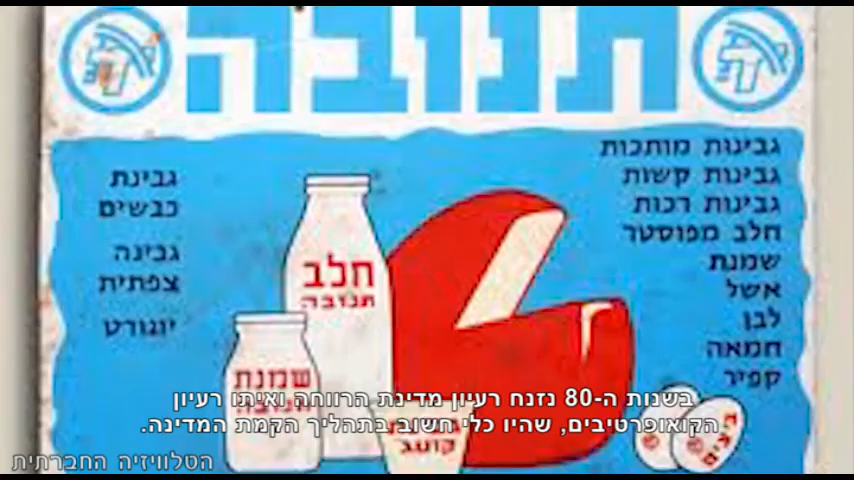 תנובה
גבינות מותכות
גבינות קשות
גבינות רכות
חלב מפוסטר
שמנת
אשל
לבן
חמאה
קפיר
גבינת
כבשים
גבינה
צפתית
יוגורט
חלב
תנובה
שמנת
תנובה
קוטג
ביצים
בשנות ה-80 נזנח רעיון מדינת הרווחה ואיתו רעיון
הקואופרטיבים, שהיו כלי חשוב בתהליך הקמת המדינה.
הטלוויזיה החברתית